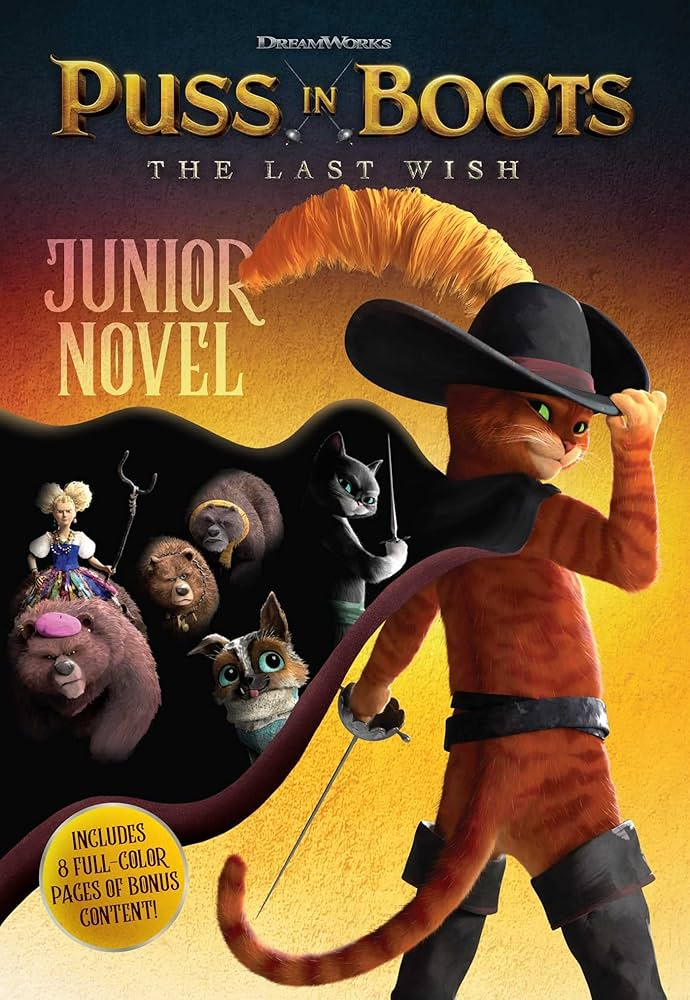 DREAMWORKS
PUSS IN BOOTS
THE LAST WISH
JUNIOR
NOVEL
INCLUDES
8 FULL-COLOR
PAGES OF BONUS
CONTENT!